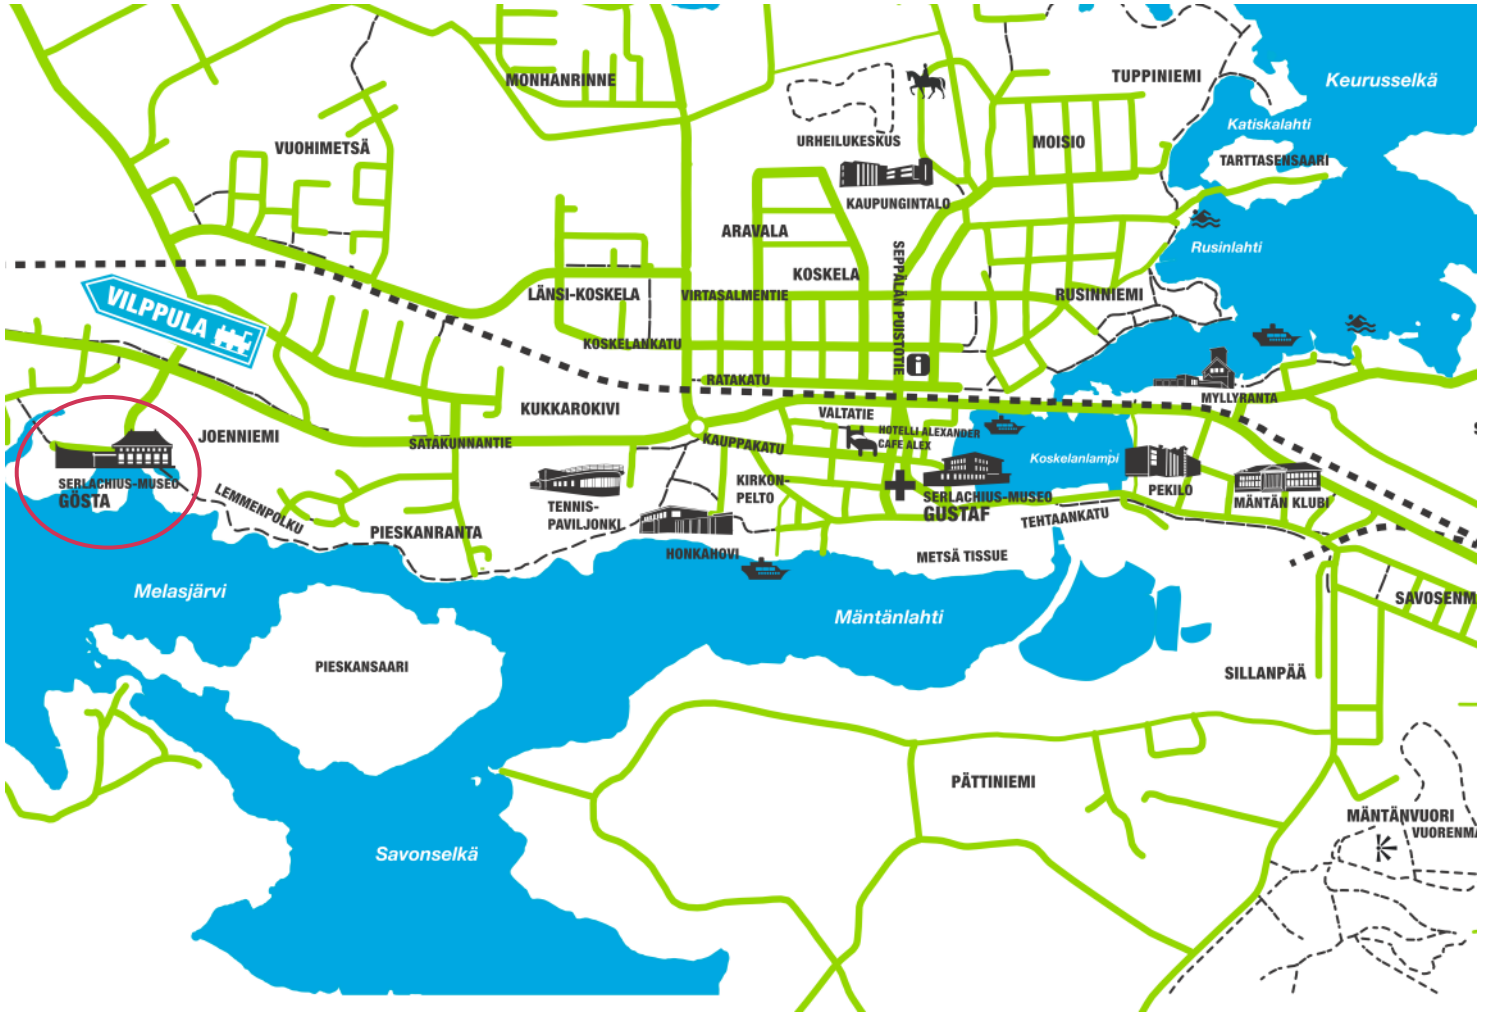 MONHANRINNE
TUPPINIEMI
Keurusselkä
Katiskalahti
VUOHIMETSÄ
URHEILUKESKUS
MOISIO
TARTTASENSAARI
KAUPUNGINTALO
ARAVALA
SEPPÄLÄN PUISTOTIE
Rusinlahti
KOSKELA
LÄNSI-KOSKELA
VIRTASALMENTIE
RUSINNIEMI
VILPPULA
KOSKELANKATU
i
RATAKATU
MYLLYRANTA
KUKKAROKIVI
VALTATIE
HOTELLI ALEXANDER
CAFE ALEX
JOENNIEMI
SATAKUNNANTIE
KAUPPAKATU
Koskelanlampi
SERLACHIUS-MUSEO
GÖSTA
LEMMENPOLKU
KIRKON-
PELTO
PEKILO
MÄNTÄN KLUBI
SERLACHIUS-MUSEO
GUSTAF
TENNIS-
PAVILJONKI
TEHTAANKATU
PIESKANRANTA
HONKAHOVI
METSÄ TISSUE
Melasjärvi
SAVOSENM
Mäntänlahti
PIESKANSAARI
SILLANPÄÄ
PÄTTINIEMI
MÄNTÄNVUORI
VUORENMA
Savonselkä